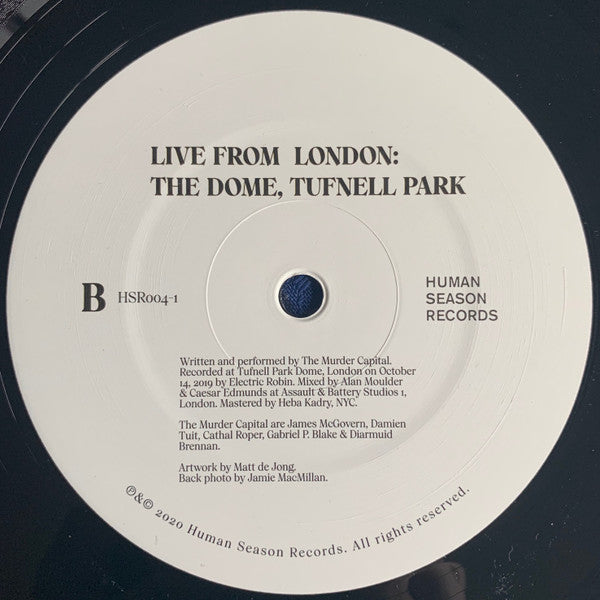 LIVE FROM LONDON:
THE DOME, TUFNELL PARK
B HSR004-1
HUMAN
SEASON
RECORDS
Written and performed by The Murder Capital.
Recorded at Tufnell Park Dome, London on October
14, 2019 by Electric Robin. Mixed by Alan Moulder
& Caesar Edmunds at Assault & Battery Studios 1,
London. Mastered by Heba Kadry, NYC.
The Murder Capital are James McGovern, Damien
Tuit, Cathal Roper, Gabriel P. Blake & Diarmuid
Brennan.
Artwork by Matt de Jong.
Back photo by Jamie MacMillan.
℗&© 2020 Human Season Records. All rights reserved.